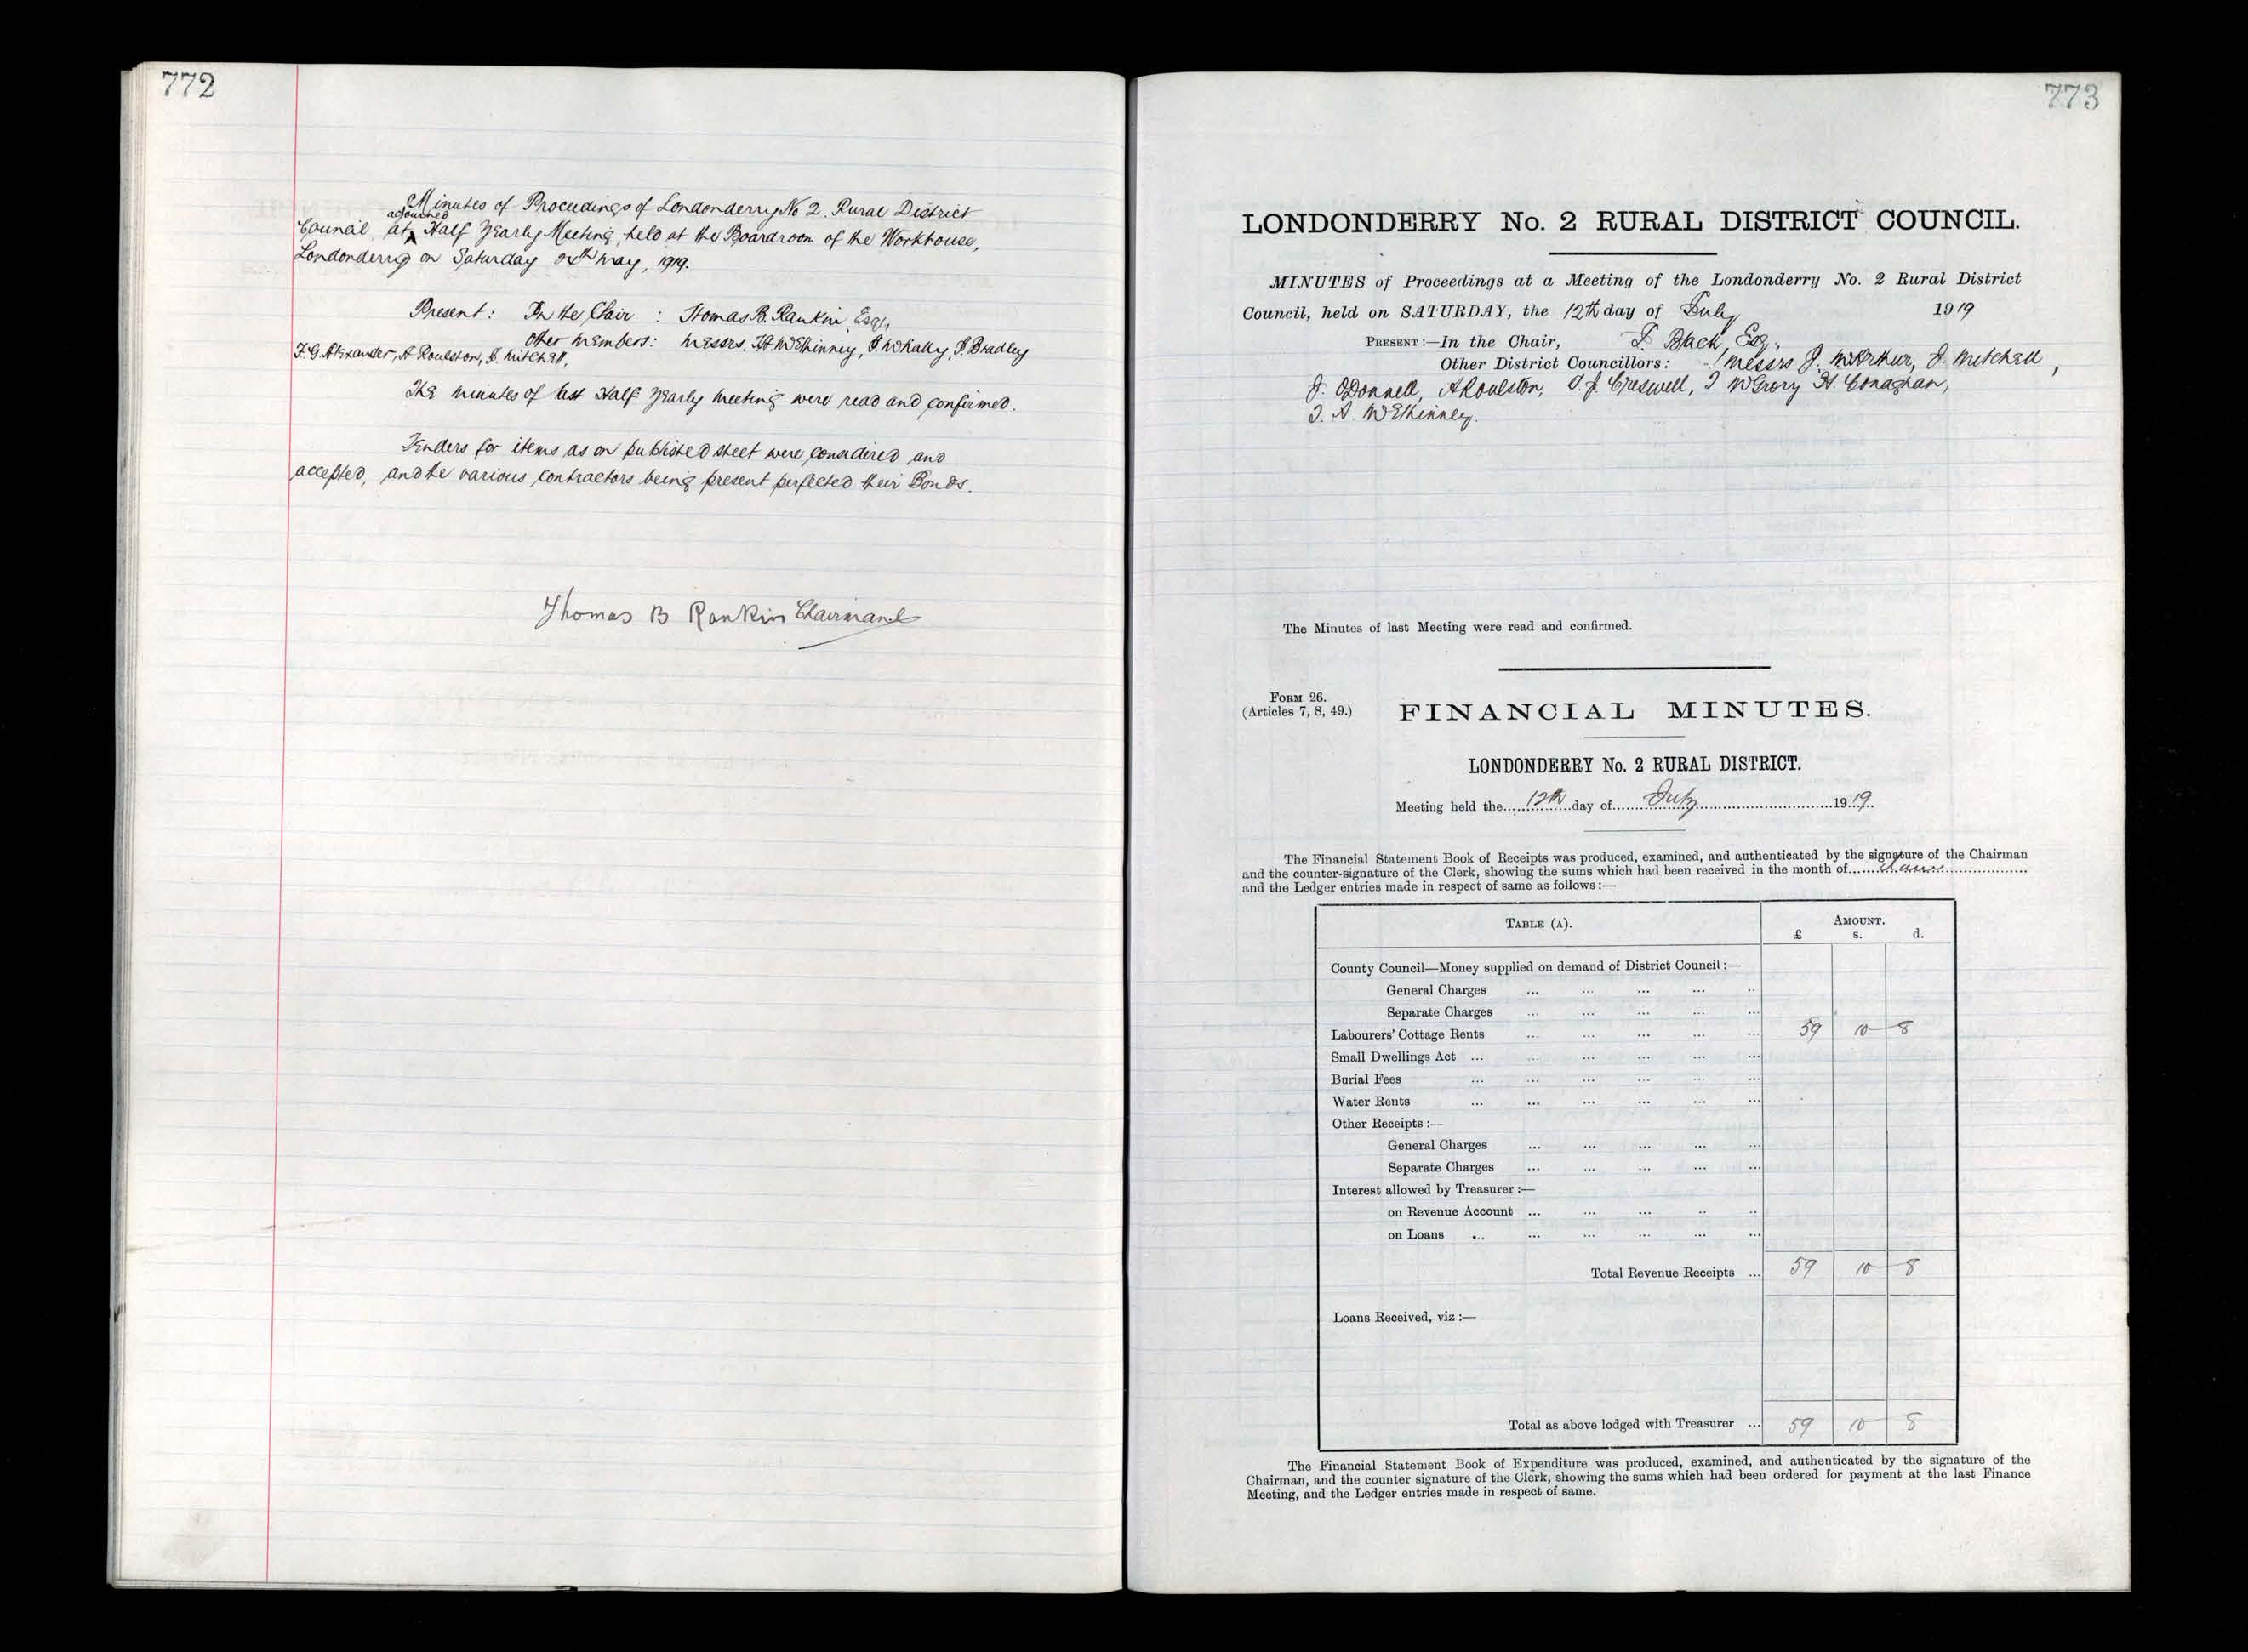 772
Minutes of Proceedings of Londonderry No 2. Rural District
adjourned
Council, at Half Yearly Meeting, held at the Boardroom of the Workhouse,
Londonderry on Saturday 24th May, 1919.
Present: In the Chair : Thomas B. Rankin, Esq.,
Other Members: Messrs. McElhinney, Bradley
Alexander, A Roulston, Mitchell,
The minutes of last Half Yearly meeting were read and confirmed.
Tenders for items as on published sheet were considered and
accepted, and the various contractors being present perfected their Bonds.
Thomas B Rankin Chairman
773
LONDONDERRY No. 2 RURAL DISTRICT COUNCIL.
MINUTES of Proceedings at a Meeting of the Londonderry No. 2 Rural District
Council, held on SATURDAY, the 12th day of July 1919
PRESENT:—In the Chair, Black, Esq.,
Other District Councillors: Messrs J. McArthur, J. Mitchell,
J. O'Donnell, A Roulston, J. Creswell, McGrory, Conaghan,
McElhinney.
The Minutes of last Meeting were read and confirmed.
FORM 26.
(Articles 7, 8, 49.)
FINANCIAL MINUTES.
LONDONDERRY No. 2 RURAL DISTRICT.
Meeting held the 12th day of July 1919.
The Financial Statement Book of Receipts was produced, examined, and authenticated by the signature of the Chairman
and the counter-signature of the Clerk, showing the sums which had been received in the month of
and the Ledger entries made in respect of same as follows:—
TABLE (A). AMOUNT.
£ s. d.
County Council—Money supplied on demand of District Council:—
General Charges ... ... ... ... ..
Separate Charges ... ... ... ... ...
Labourers' Cottage Rents ... ... ... ... ... 59 10 8
Small Dwellings Act ... ... ... ... ... ...
Burial Fees ... ... ... ... ... ...
Water Rents ... ... ... ... ... ...
Other Receipts:—
General Charges ... ... ... ... ...
Separate Charges ... ... ... ... ...
Interest allowed by Treasurer:—
on Revenue Account ... ... ... .. ..
on Loans ... ... ... ... ... ...
Total Revenue Receipts ... 59 10 8
Loans Received, viz:—
Total as above lodged with Treasurer ... 59 10 8
The Financial Statement Book of Expenditure was produced, examined, and authenticated by the signature of the
Chairman, and the counter signature of the Clerk, showing the sums which had been ordered for payment at the last Finance
Meeting, and the Ledger entries made in respect of same.